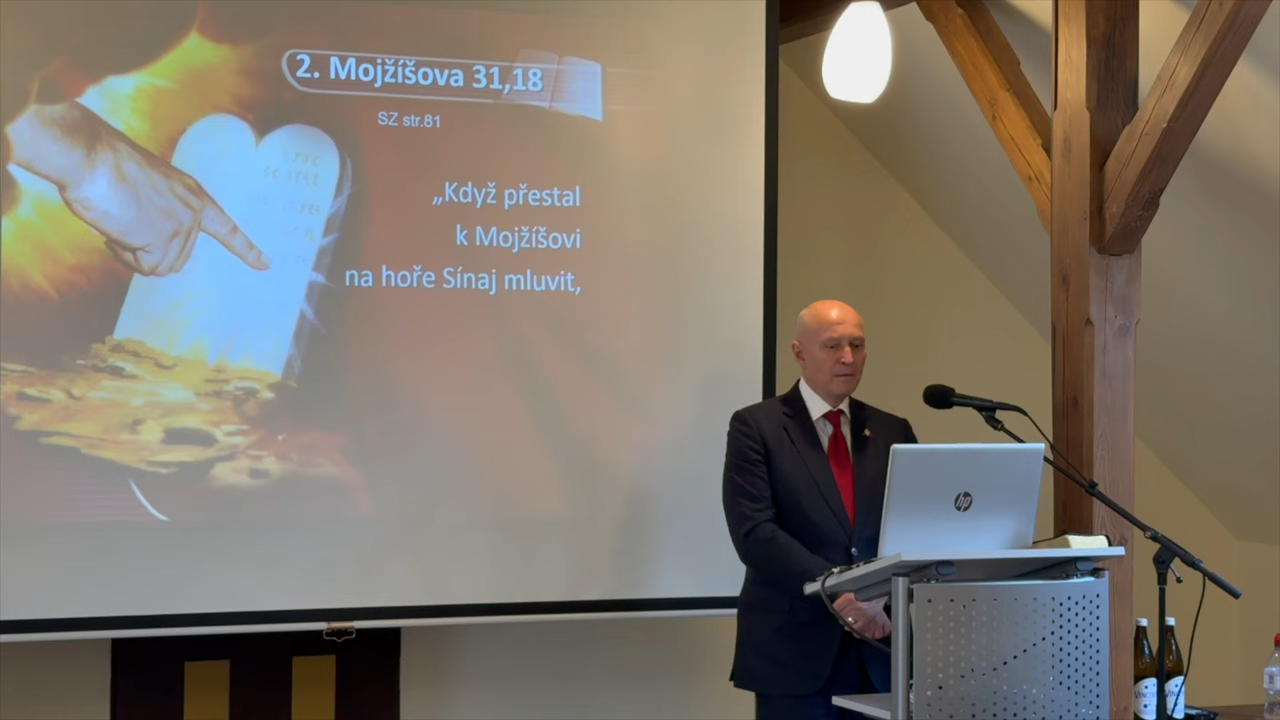 2. Mojžíšova 31,18
SZ str.81
„Když přestal
k Mojžíšovi
na hoře Sínaj mluvit,
hp